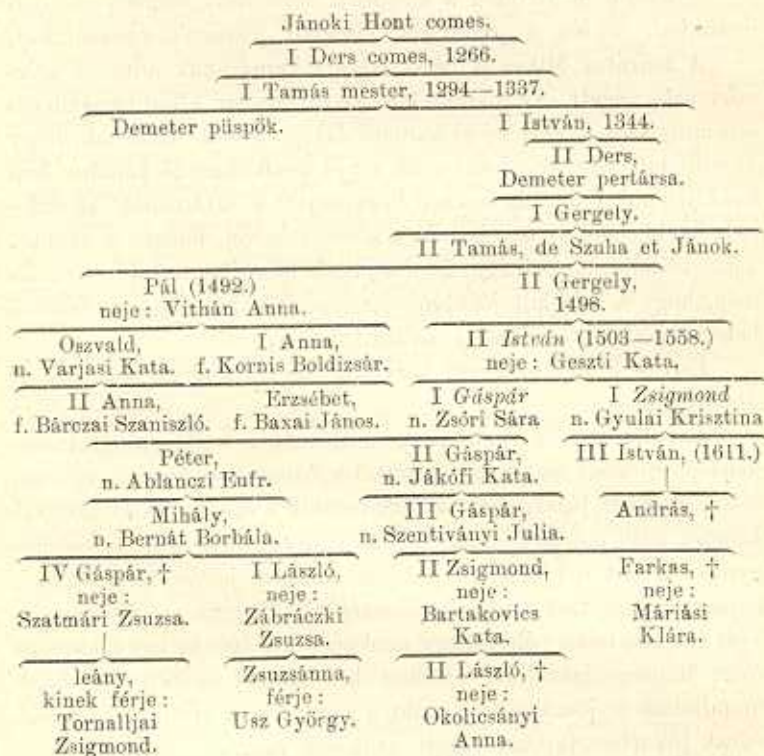 Jánoki Hont comes.
I Ders comes, 1266.
I Tamás mester, 1294—1337.
Demeter püspök. I István, 1344.
II Ders,
Demeter pertársa.
I Gergely.
II Tamás, de Szuha et Jánok.
Pál (1492.) II Gergely,
neje: Vithán Anna. 1498.
Oszvald, I Anna, II István (1503—1558.)
n. Varjasi Kata. f. Kornis Boldizsár. neje: Geszti Kata.
II Anna, Erzsébet, I Gáspár I Zsigmond
f. Bárczai Szaniszló. f. Baxai János. n. Zsóri Sára n. Gyulai Krisztina
Péter, II Gáspár, III István, (1611.)
n. Ablanczi Eufr. n. Jákófi Kata.
Mihály, III Gáspár, András, †
n. Bernát Borbála. n. Szentiványi Julia.
IV Gáspár, † I László, II Zsigmond, Farkas, †
neje: neje: neje: neje:
Szatmári Zsuzsa. Zábráczki Bartakovics Máriási
Zsuzsa. Kata. Klára.
leány, Zsuzsánna, II László, †
kinek férje: férje: neje:
Tornalljai Usz György. Okolicsányi
Zsigmond. Anna.